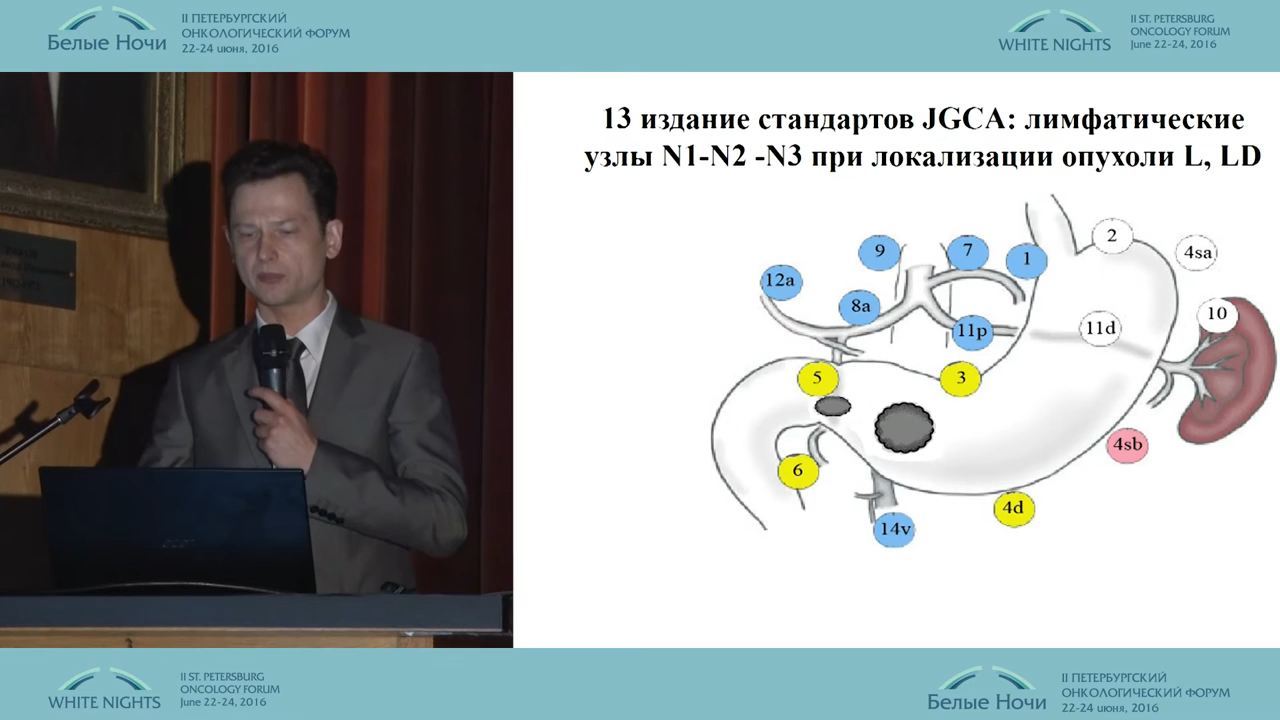 II ПЕТЕРБУРГСКИЙ
ОНКОЛОГИЧЕСКИЙ ФОРУМ
Белые Ночи
22-24 июня, 2016
II ST. PETERSBURG
ONCOLOGY FORUM
WHITE NIGHTS
June 22-24, 2016
13 издание стандартов JGCA: лимфатические
узлы N1-N2 -N3 при локализации опухоли L, LD
2
9
7
1
4sa
12a
8a
10
11p
11d
5
3
4sb
6
4d
14v
II ST. PETERSBURG
ONCOLOGY FORUM
WHITE NIGHTS
June 22-24, 2016
II ПЕТЕРБУРГСКИЙ
ОНКОЛОГИЧЕСКИЙ ФОРУМ
Белые Ночи
22-24 июня, 2016